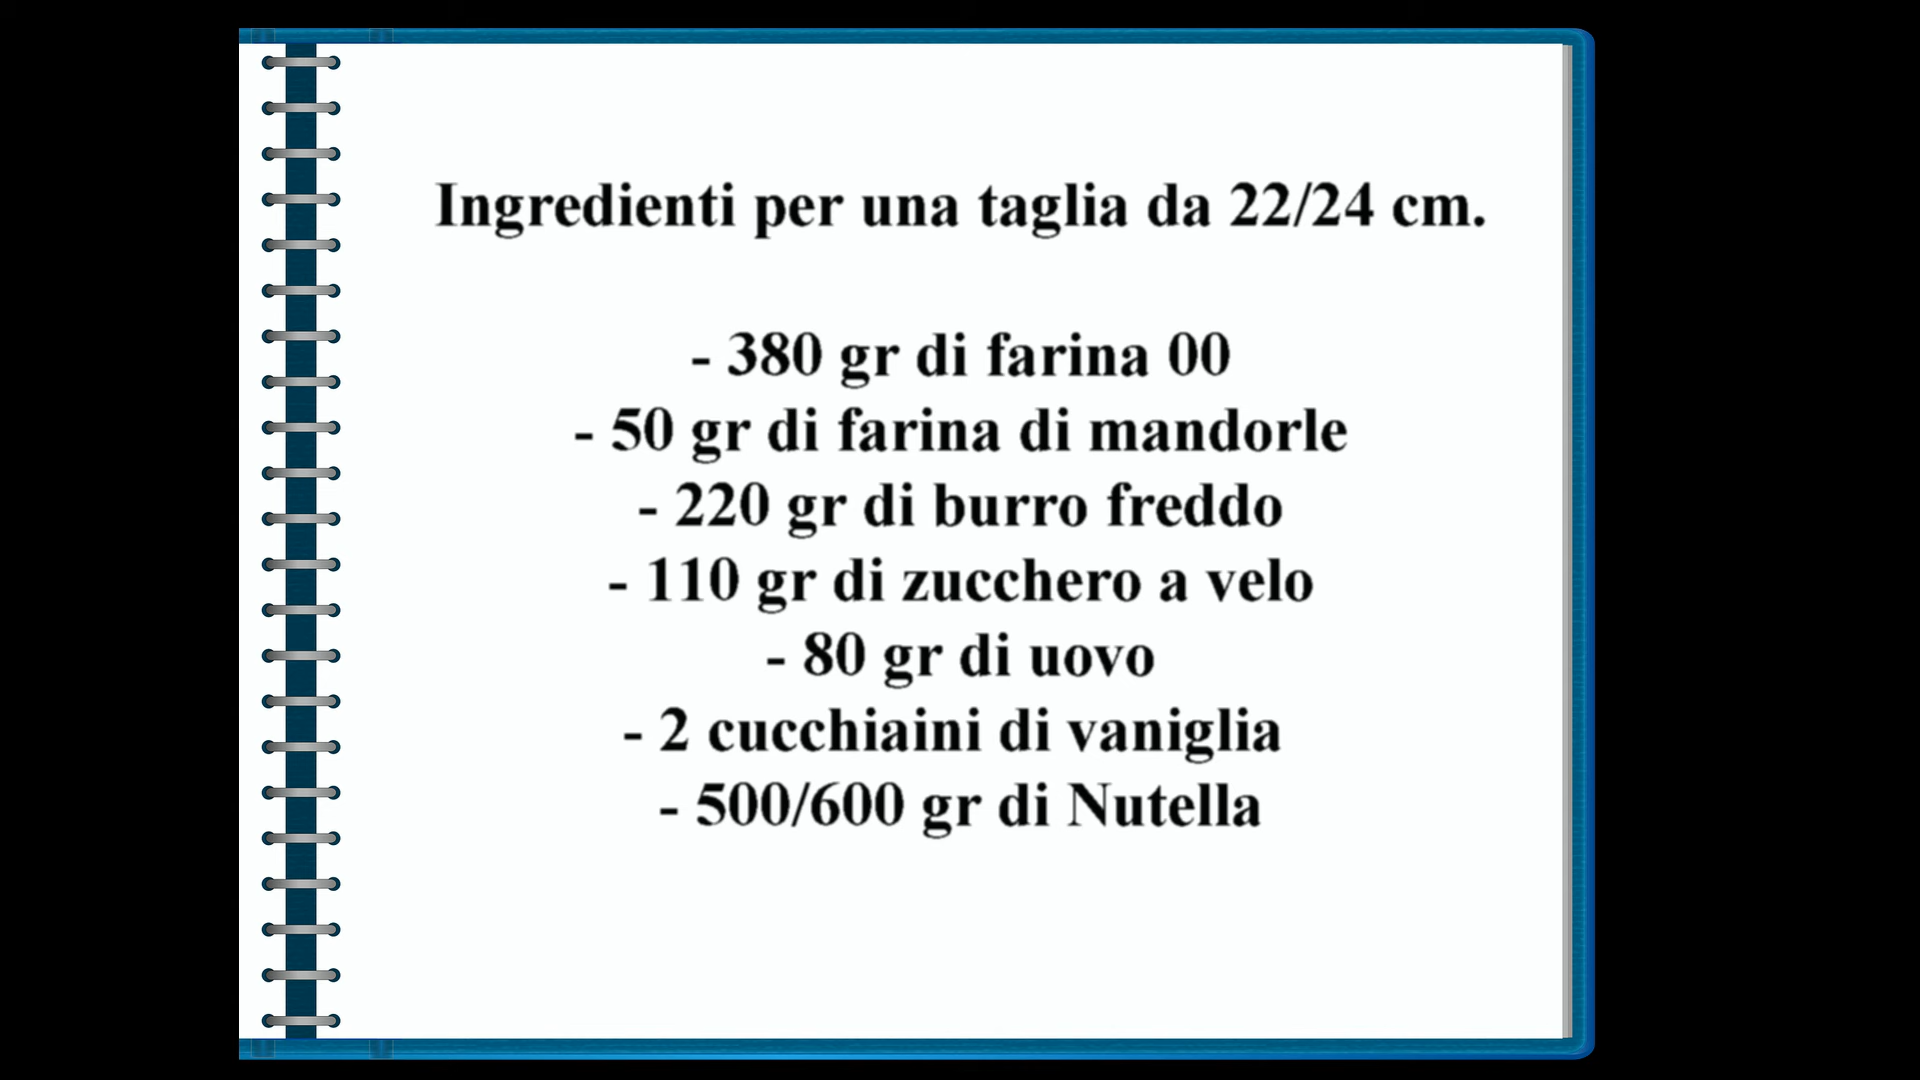 Ingredienti per una taglia da 22/24 cm.
- 380 gr di farina 00
- 50 gr di farina di mandorle
- 220 gr di burro freddo
- 110 gr di zucchero a velo
- 80 gr di uovo
- 2 cucchiaini di vaniglia
- 500/600 gr di Nutella